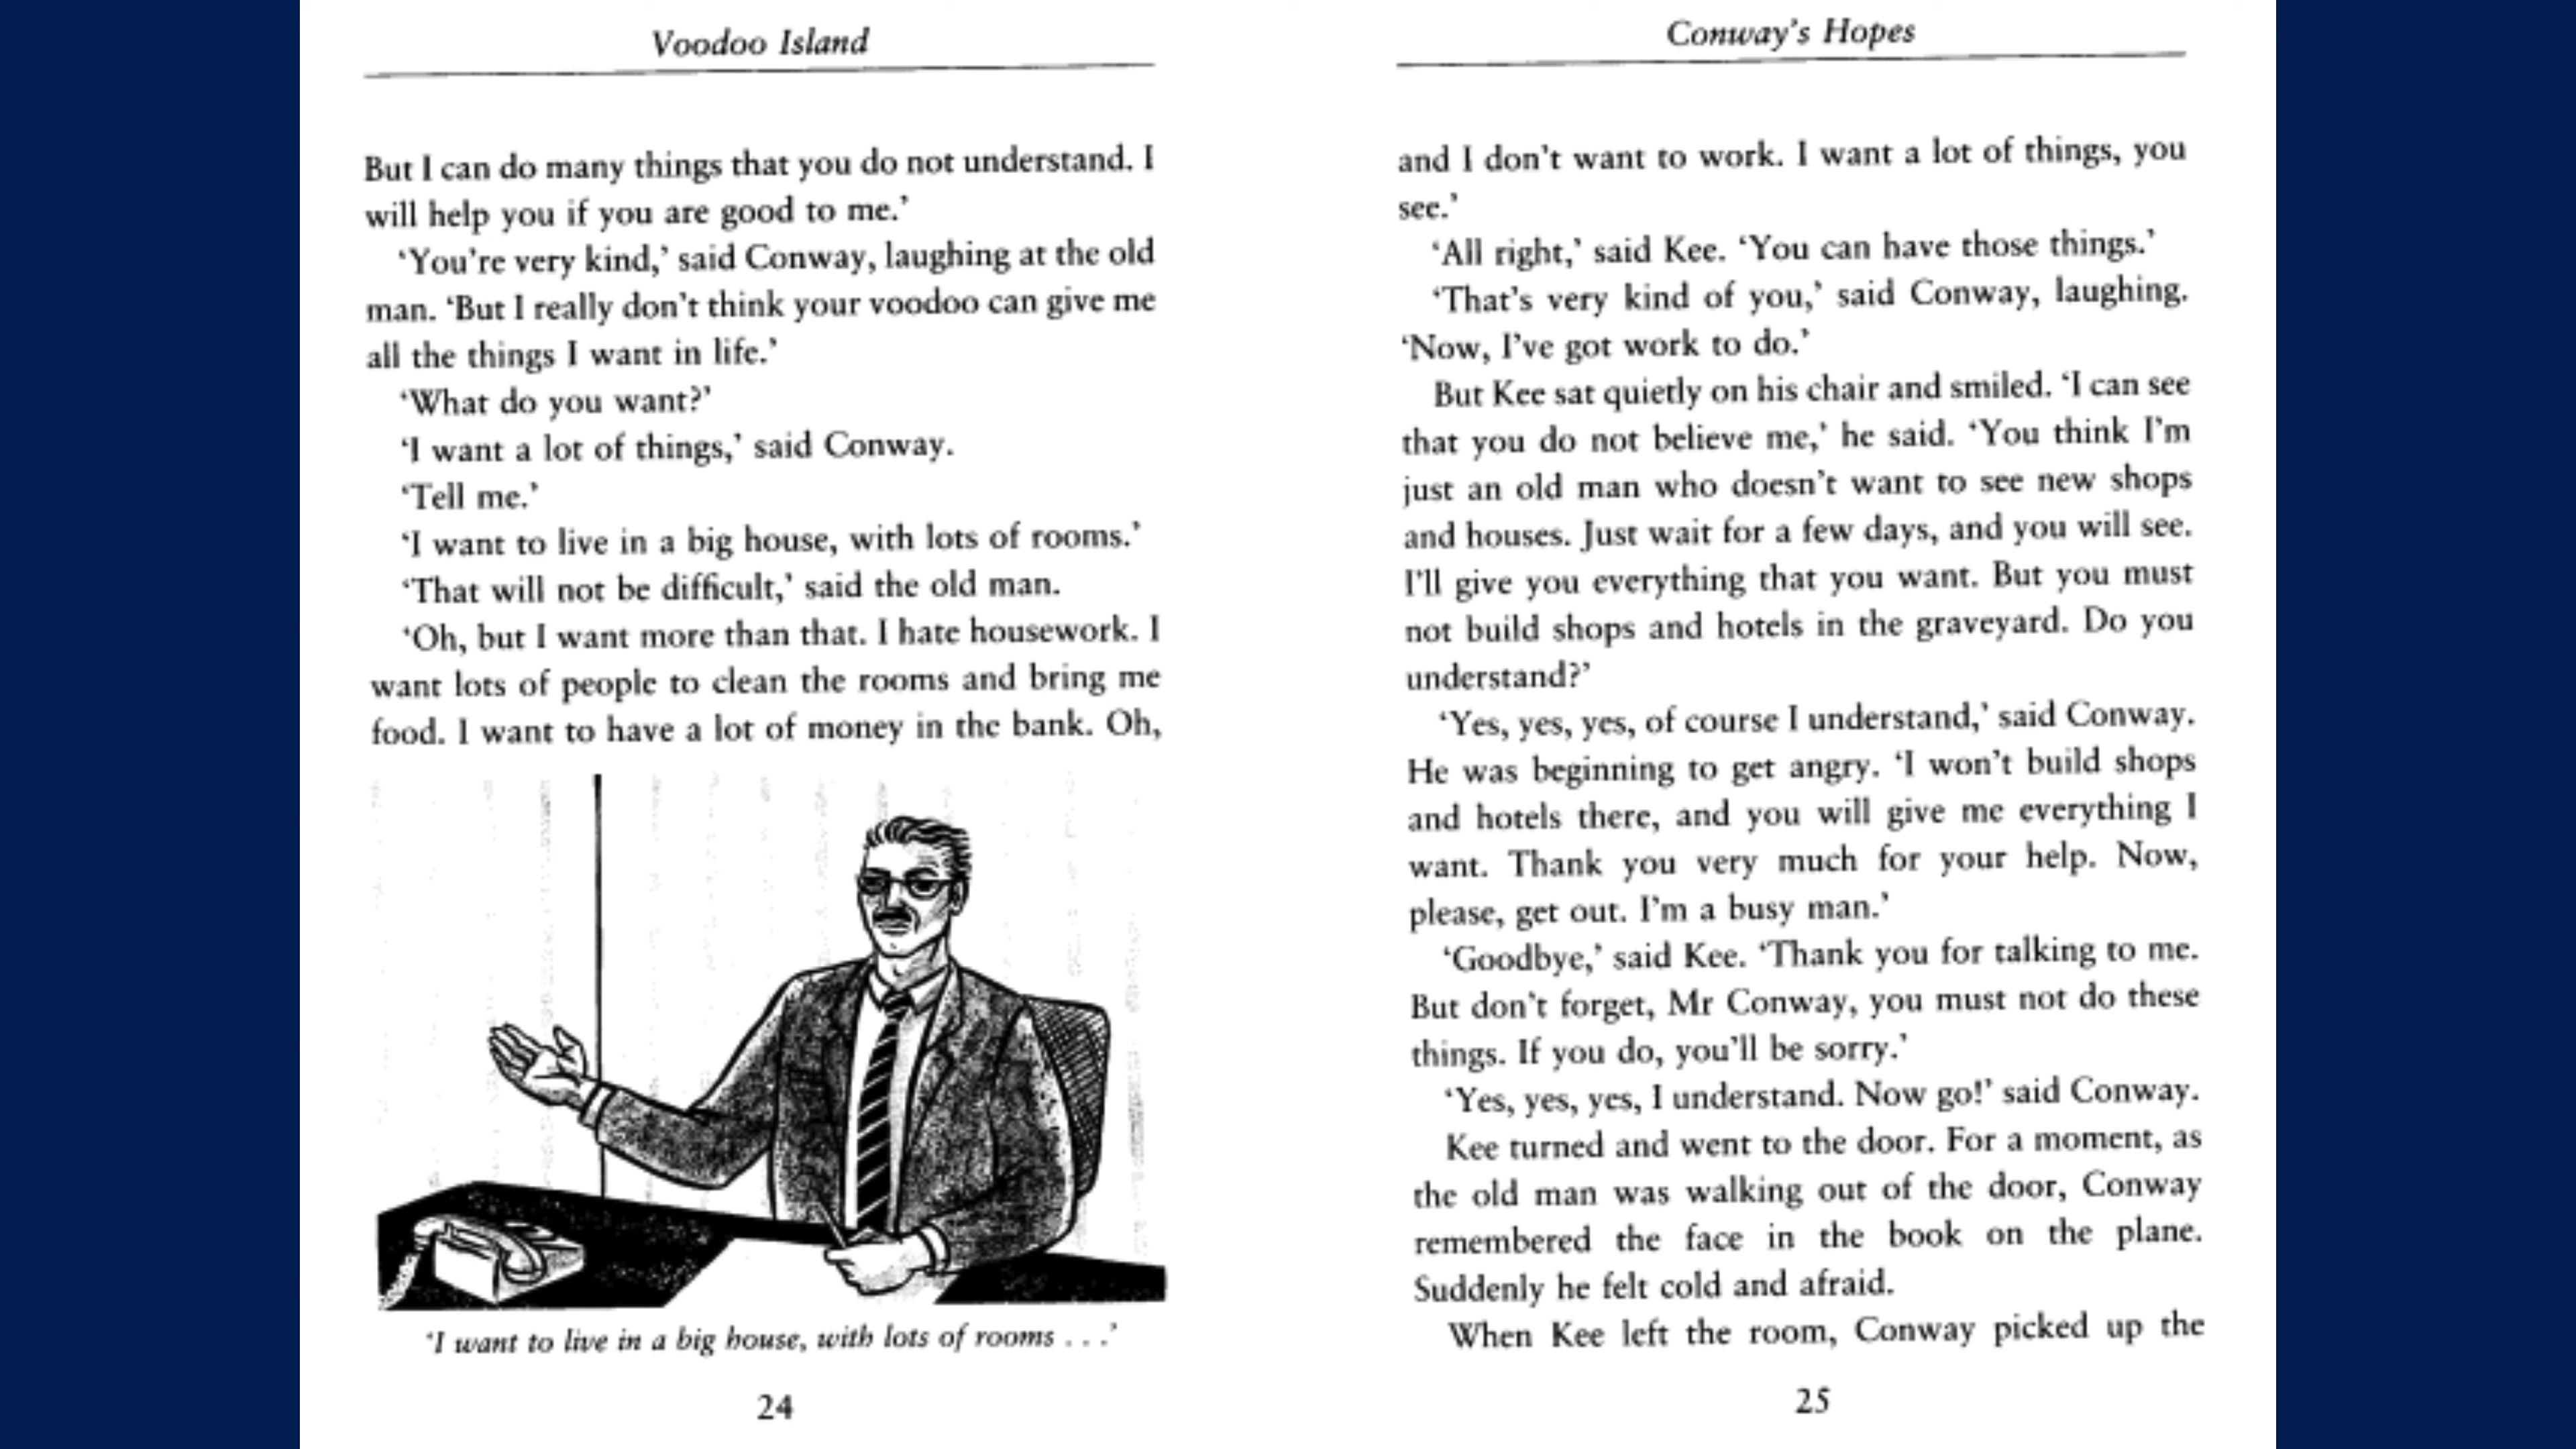 Voodoo Island
But I can do many things that you do not understand. I
will help you if you are good to me.’
‘You're very kind,’ said Conway, laughing at the old
man. ‘But I really don't think your voodoo can give me
all the things I want in life.’
‘What do you want?’
‘I want a lot of things,’ said Conway.
‘Tell me.’
‘I want to live in a big house, with lots of rooms.’
‘That will not be difficult,’ said the old man.
‘Oh, but I want more than that. I hate housework. I
want lots of people to clean the rooms and bring me
food. I want to have a lot of money in the bank. Oh,
‘I want to live in a big house, with lots of rooms . . .’
24
Conway's Hopes
and I don't want to work. I want a lot of things, you
see.’
‘All right,’ said Kee. ‘You can have those things.’
‘That's very kind of you,’ said Conway, laughing.
‘Now, I've got work to do.’
But Kee sat quietly on his chair and smiled. ‘I can see
that you do not believe me,’ he said. ‘You think I'm
just an old man who doesn't want to see new shops
and houses. Just wait for a few days, and you will see.
I'll give you everything that you want. But you must
not build shops and hotels in the graveyard. Do you
understand?’
‘Yes, yes, yes, of course I understand,’ said Conway.
He was beginning to get angry. ‘I won't build shops
and hotels there, and you will give me everything I
want. Thank you very much for your help. Now,
please, get out. I'm a busy man.’
‘Goodbye,’ said Kee. ‘Thank you for talking to me.
But don't forget, Mr Conway, you must not do these
things. If you do, you'll be sorry.’
‘Yes, yes, yes, I understand. Now go!’ said Conway.
Kee turned and went to the door. For a moment, as
the old man was walking out of the door, Conway
remembered the face in the book on the plane.
Suddenly he felt cold and afraid.
When Kee left the room, Conway picked up the
25